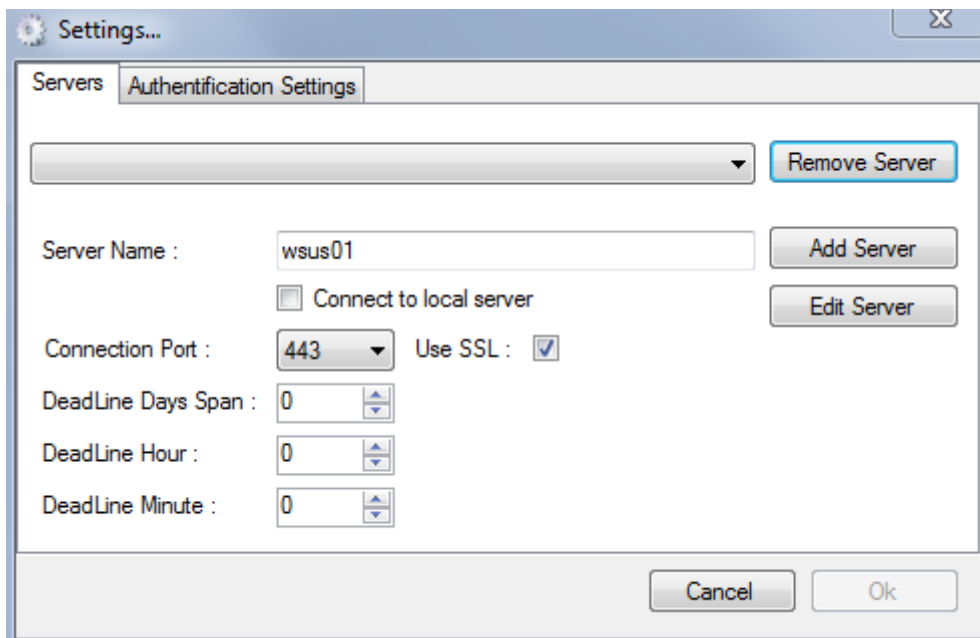 Settings...
Servers Authentification Settings
Remove Server
Server Name : wsus01 Add Server
Connect to local server Edit Server
Connection Port : 443 Use SSL :
DeadLine Days Span : 0
DeadLine Hour : 0
DeadLine Minute : 0
Cancel Ok